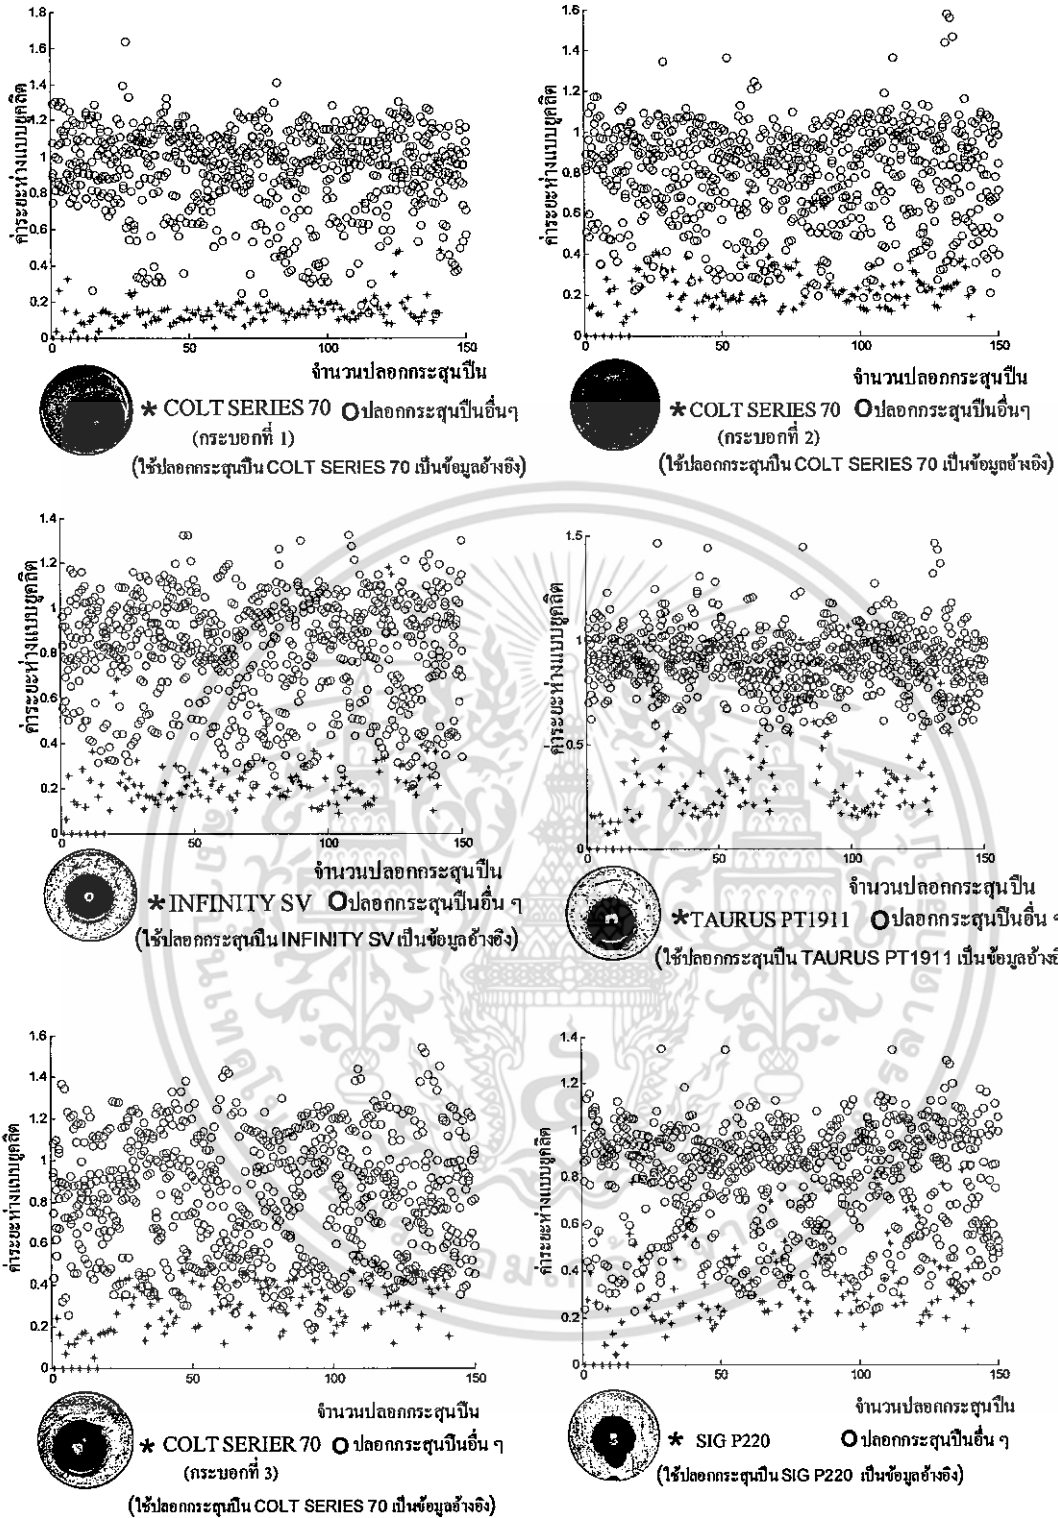 ค่าระยะห่างแบบยูคลิด
1.8
1.6
1.4
1.2
1
0.8
0.6
0.4
0.2
0
0 50 100 150
จำนวนปลอกกระสุนปืน
* COLT SERIES 70 O ปลอกกระสุนปืนอื่นๆ
(กระบอกที่ 1)
(ใช้ปลอกกระสุนปืน COLT SERIES 70 เป็นข้อมูลอ้างอิง)
ค่าระยะห่างแบบยูคลิด
1.6
1.4
1.2
1
0.8
0.6
0.4
0.2
0
0 50 100 150
จำนวนปลอกกระสุนปืน
* COLT SERIES 70 O ปลอกกระสุนปืนอื่นๆ
(กระบอกที่ 2)
(ใช้ปลอกกระสุนปืน COLT SERIES 70 เป็นข้อมูลอ้างอิง)
ค่าระยะห่างแบบยูคลิด
1.4
1.2
1
0.8
0.6
0.4
0.2
0
0 50 100 150
จำนวนปลอกกระสุนปืน
* INFINITY SV O ปลอกกระสุนปืนอื่น ๆ
(ใช้ปลอกกระสุนปืน INFINITY SV เป็นข้อมูลอ้างอิง)
ค่าระยะห่างแบบยูคลิด
1.5
1
0.5
0
0 50 100 150
จำนวนปลอกกระสุนปืน
* TAURUS PT1911 O ปลอกกระสุนปืนอื่น ๆ
(ใช้ปลอกกระสุนปืน TAURUS PT1911 เป็นข้อมูลอ้างอิ
ค่าระยะห่างแบบยูคลิด
1.6
1.4
1.2
1
0.8
0.6
0.4
0.2
0
0 50 100 150
จำนวนปลอกกระสุนปืน
* COLT SERIER 70 O ปลอกกระสุนปืนอื่น ๆ
(กระบอกที่ 3)
(ใช้ปลอกกระสุนปืน COLT SERIES 70 เป็นข้อมูลอ้างอิง)
ค่าระยะห่างแบบยูคลิด
1.4
1.2
1
0.8
0.6
0.4
0.2
0
0 50 100 150
จำนวนปลอกกระสุนปืน
* SIG P220 O ปลอกกระสุนปืนอื่น ๆ
(ใช้ปลอกกระสุนปืน SIG P220 เป็นข้อมูลอ้างอิง)